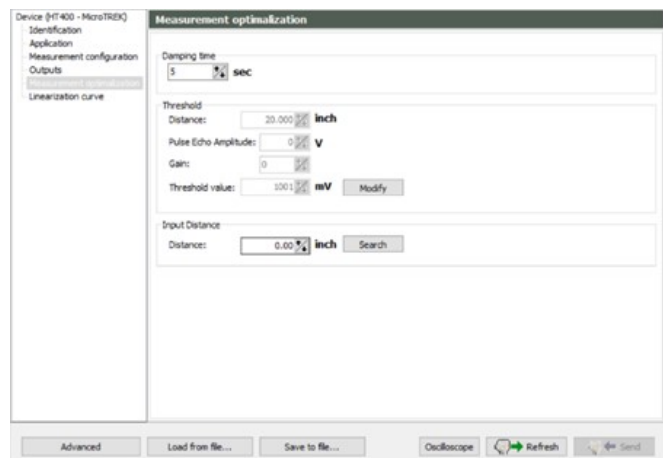 Device (HT400 - MicroTREK)
Identification
Application
Measurement configuration
Outputs
Measurement optimalization
Linearization curve
Measurement optimalization
Damping time
5 sec
Threshold
Distance: 20.000 inch
Pulse Echo Amplitude: 0 V
Gain: 0
Threshold value: 1001 mV Modify
Input Distance
Distance: 0.00 inch Search
Advanced Load from file... Save to file... Oscilloscope Refresh Send